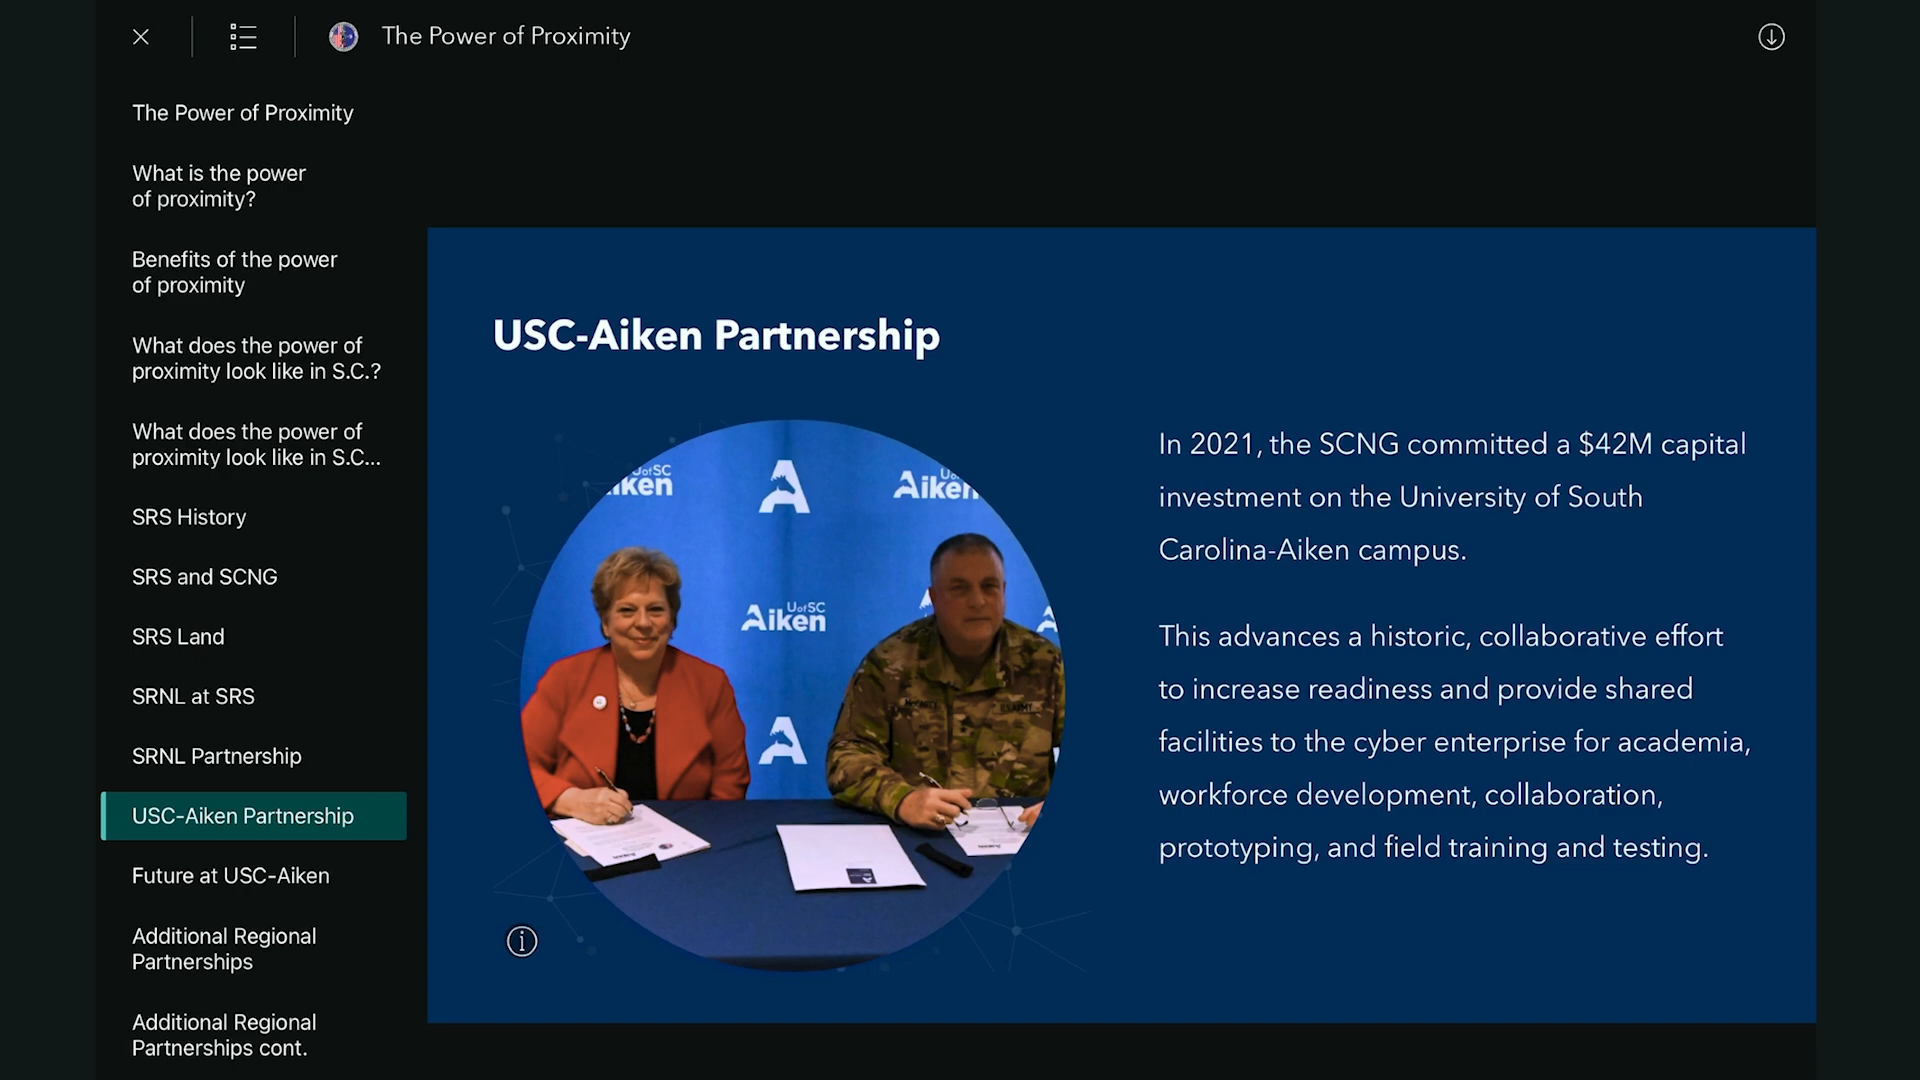 The Power of Proximity
The Power of Proximity
What is the power
of proximity?
Benefits of the power
of proximity
What does the power of
proximity look like in S.C.?
What does the power of
proximity look like in S.C...
SRS History
SRS and SCNG
SRS Land
SRNL at SRS
SRNL Partnership
USC-Aiken Partnership
Future at USC-Aiken
Additional Regional
Partnerships
Additional Regional
Partnerships cont.
USC-Aiken Partnership
UofSC
Aiken
UofSC
Aiken
U.S. ARMY
In 2021, the SCNG committed a $42M capital
investment on the University of South
Carolina-Aiken campus.
This advances a historic, collaborative effort
to increase readiness and provide shared
facilities to the cyber enterprise for academia,
workforce development, collaboration,
prototyping, and field training and testing.